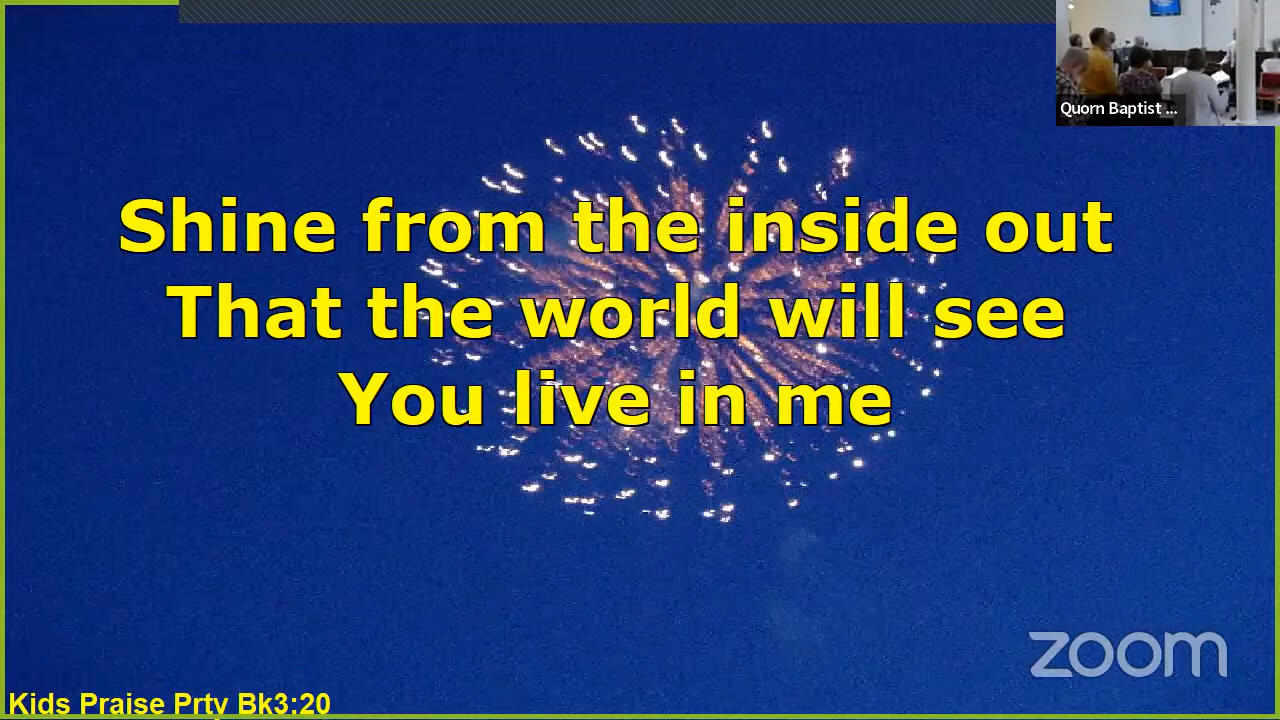 Quorn Baptist ...
Shine from the inside out
That the world will see
You live in me
zoom
Kids Praise Prty Bk3:20